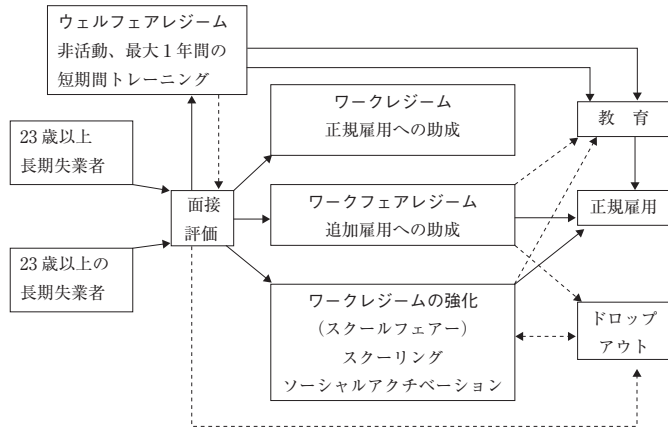 ウェルフェアレジーム
非活動、最大１年間の
短期間トレーニング
23 歳以上
長期失業者
23 歳以上の
長期失業者
面接
評価
ワークレジーム
正規雇用への助成
ワークフェアレジーム
追加雇用への助成
ワークレジームの強化
（スクールフェアー）
スクーリング
ソーシャルアクチベーション
教　育
正規雇用
ドロップ
アウト